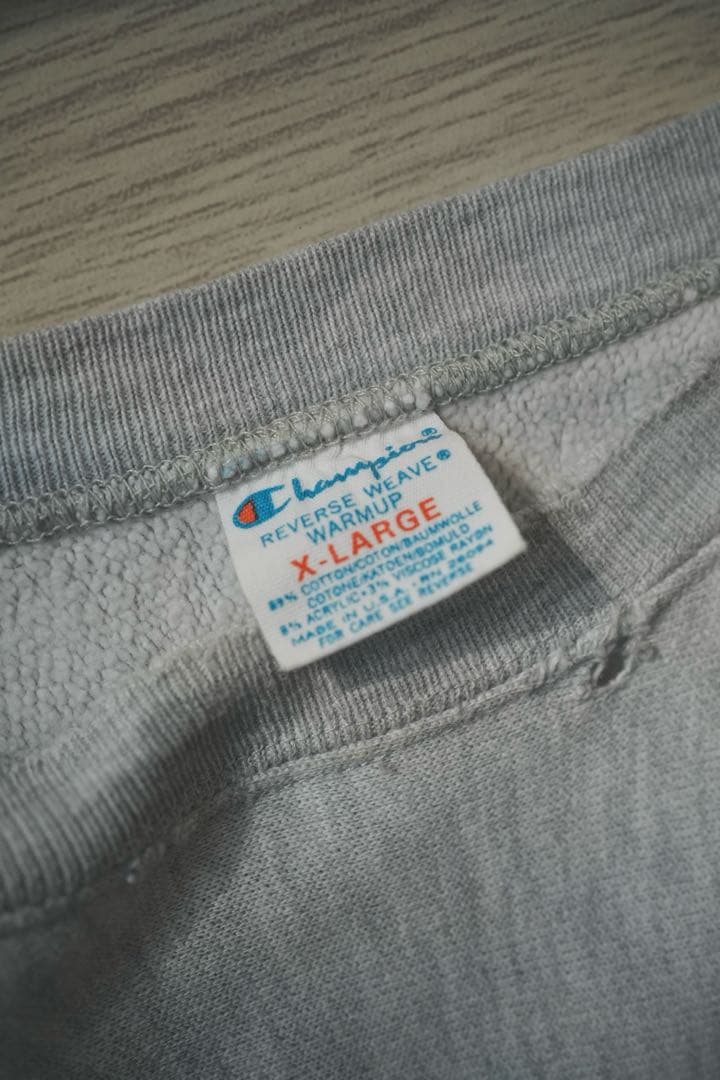 Champion®
REVERSE WEAVE®
WARMUP
X-LARGE
89% COTTON/COTON/BAUMWOLLE
COTONE/KATOEN/BOMULD
8% ACRYLIC•3% VISCOSE RAYON
MADE IN U.S.A. RN 26094
FOR CARE SEE REVERSE